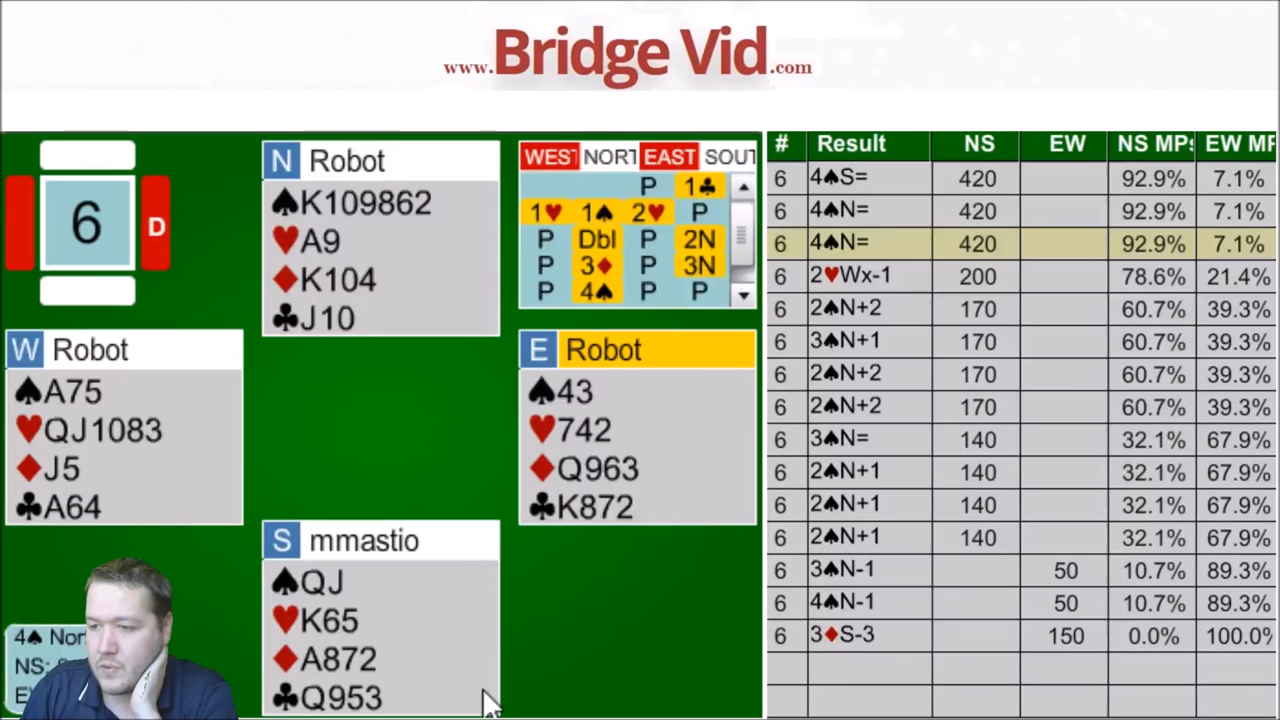 www.Bridge Vid.com
6
D
N Robot
♠K109862
♥A9
♦K104
♣J10
WEST NORT EAST SOUT
P 1♣
1♥ 1♠ 2♥ P
P Dbl P 2N
P 3♦ P 3N
P 4♠ P P
W Robot
♠A75
♥QJ1083
♦J5
♣A64
E Robot
♠43
♥742
♦Q963
♣K872
S mmastio
♠QJ
♥K65
♦A872
♣Q953
4♠ Nor
NS:
# Result NS EW NS MPs EW MP
6 4♠S= 420 92.9% 7.1%
6 4♠N= 420 92.9% 7.1%
6 4♠N= 420 92.9% 7.1%
6 2♥Wx-1 200 78.6% 21.4%
6 2♠N+2 170 60.7% 39.3%
6 3♠N+1 170 60.7% 39.3%
6 2♠N+2 170 60.7% 39.3%
6 2♠N+2 170 60.7% 39.3%
6 3♠N= 140 32.1% 67.9%
6 2♠N+1 140 32.1% 67.9%
6 2♠N+1 140 32.1% 67.9%
6 2♠N+1 140 32.1% 67.9%
6 3♠N-1 50 10.7% 89.3%
6 4♠N-1 50 10.7% 89.3%
6 3♦S-3 150 0.0% 100.0%